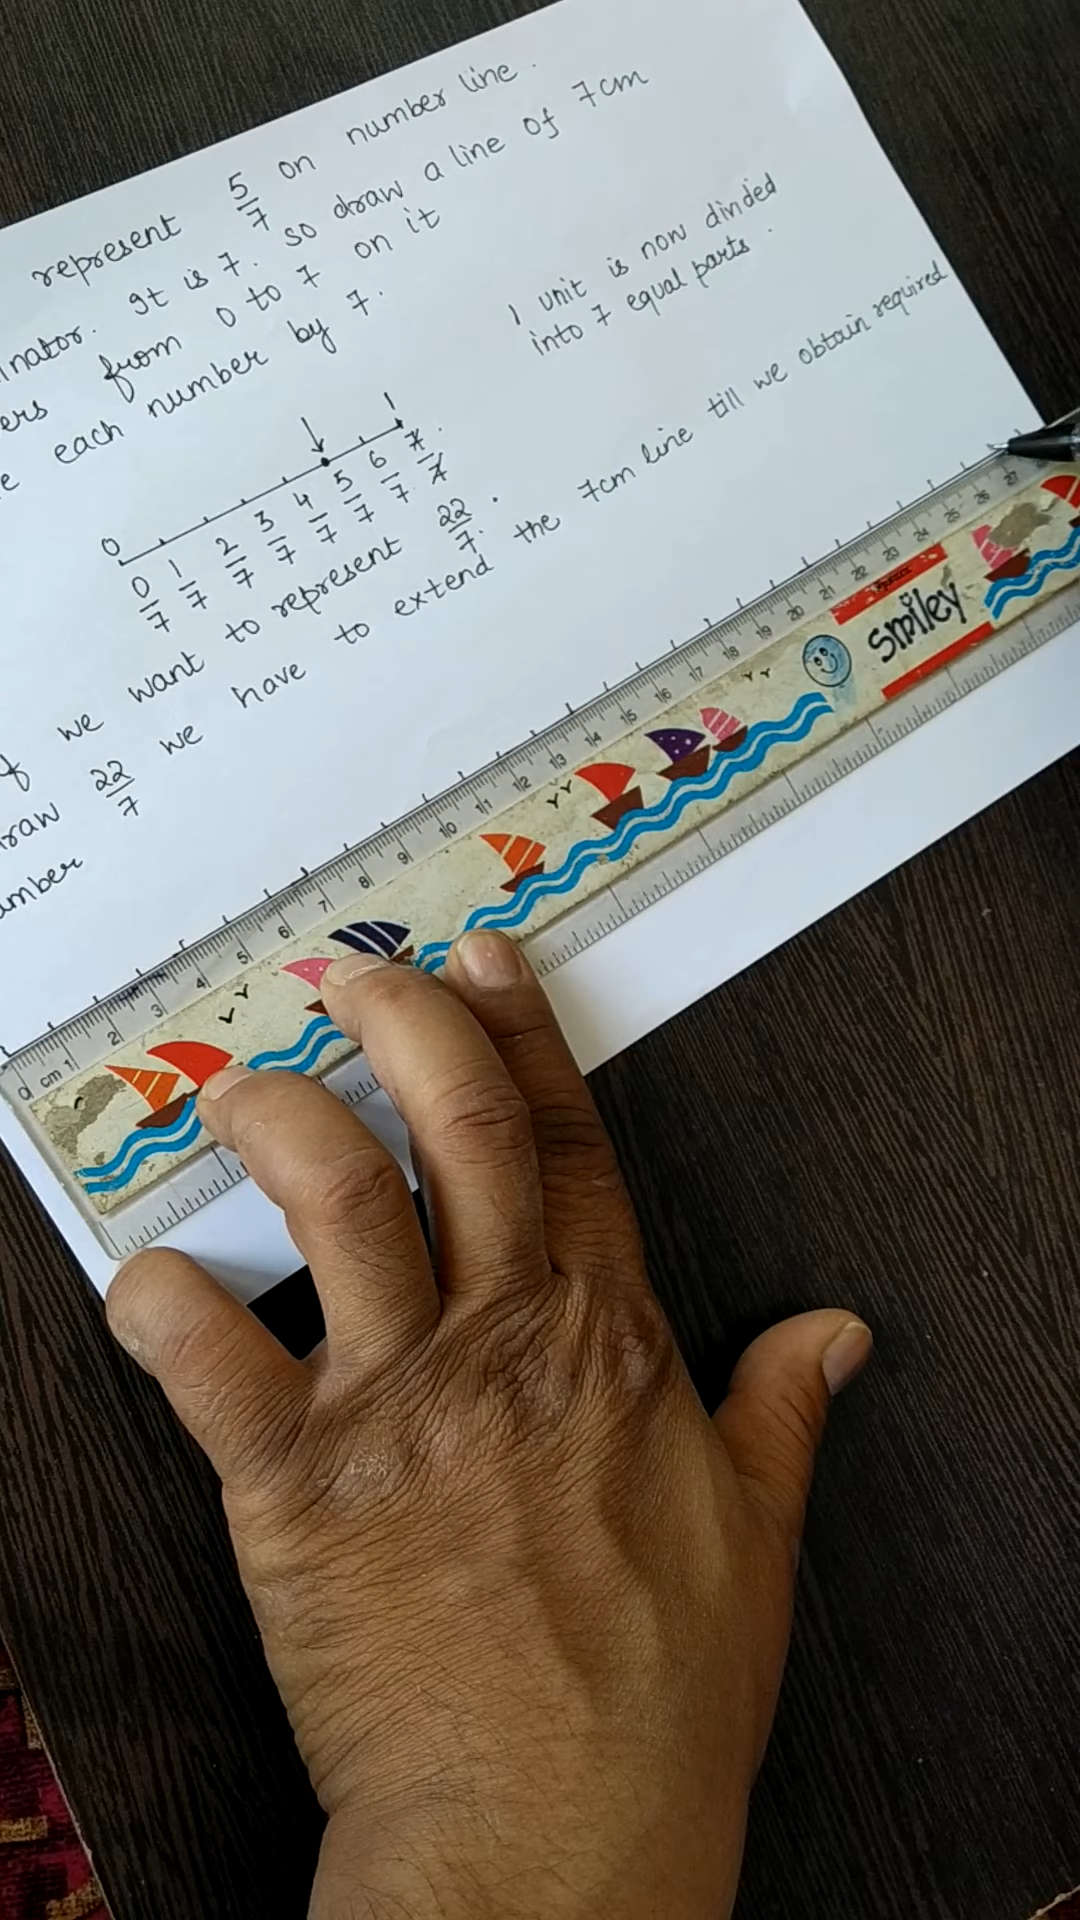 represent 5/7 on number line.
inator. It is 7. so draw a line of 7cm
ers from 0 to 7 on it
e each number by 7.
1 unit is now divided
into 7 equal parts.
0 1
0/7 1/7 2/7 3/7 4/7 5/7 6/7 7/7.
f we want to represent 22/7.
raw 22/7 we have to extend the 7cm line till we obtain required
umber
0 cm 1 2 3 4 5 6 7 8 9 10 11 12 13 14 15 16 17 18 19 20 21 22 23 24 25 26 27
smiley